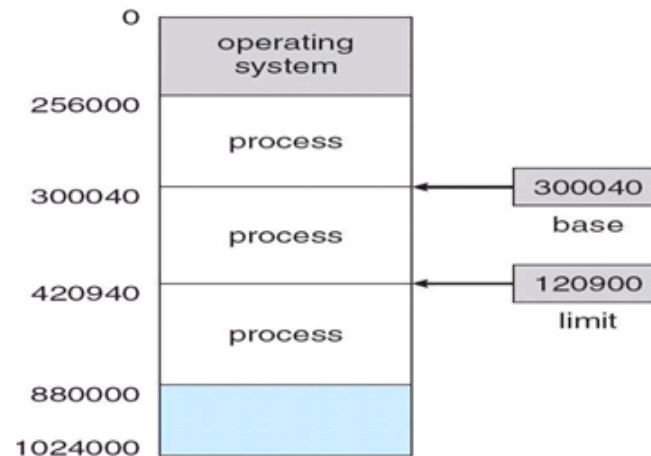 0
operating
system
256000
process
300040
300040
base
process
420940
120900
limit
process
880000
1024000